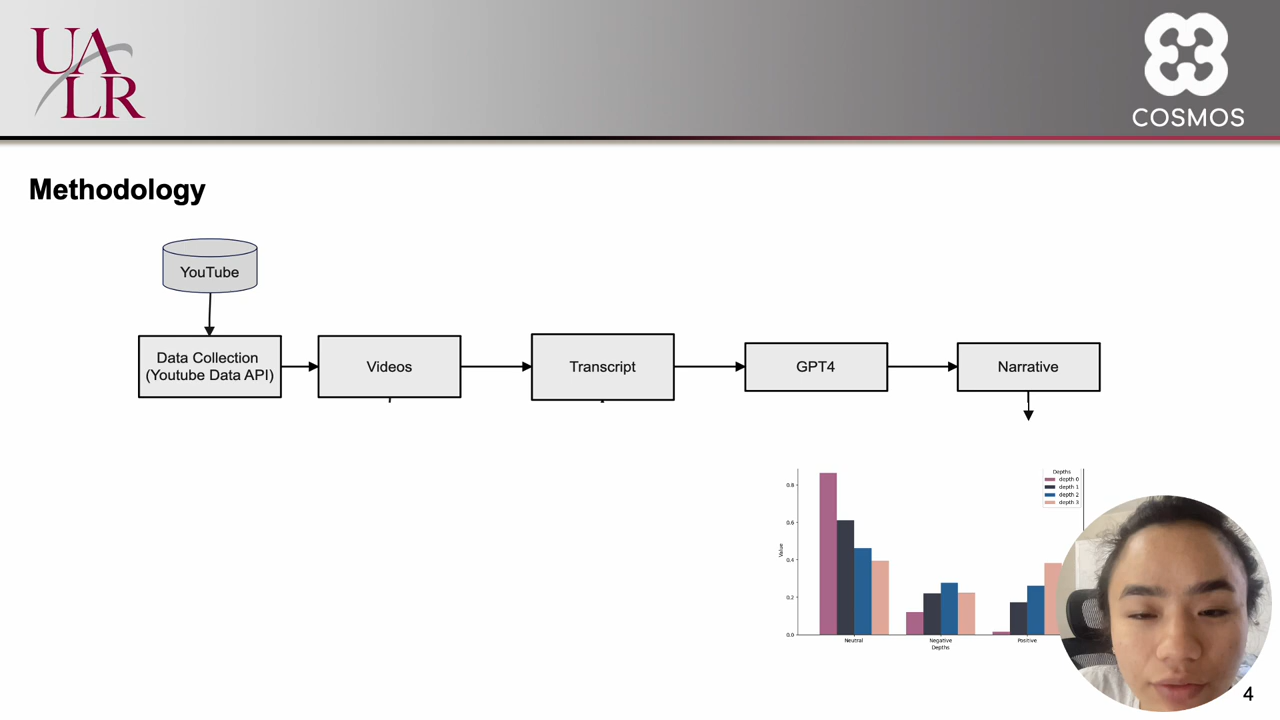 UA
LR
COSMOS
Methodology
YouTube
Data Collection
(Youtube Data API)
Videos
Transcript
GPT4
Narrative
Depths
depth 0
depth 1
depth 2
depth 3
0.8
0.6
0.4
0.2
0.0
Value
Neutral
Negative
Positive
Depths
4